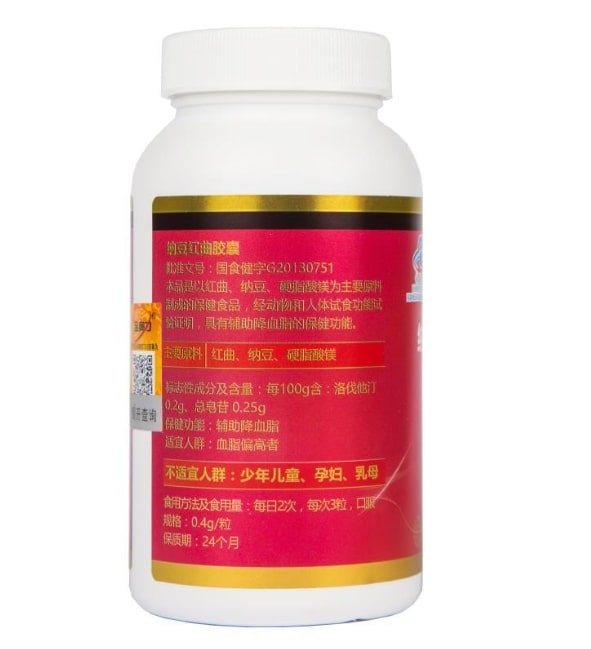 纳豆红曲胶囊
批准文号：国食健字G20130751
本品是以红曲、纳豆、硬脂酸镁为主要原料
制成的保健食品，经动物和人体试食功能试
验证明，具有辅助降血脂的保健功能。
主要原料 红曲、纳豆、硬脂酸镁
标志性成分及含量：每100g含：洛伐他汀
0.2g、总皂苷 0.25g
保健功能：辅助降血脂
适宜人群：血脂偏高者
不适宜人群：少年儿童、孕妇、乳母
食用方法及食用量：每日2次，每次3粒，口服
规格：0.4g/粒
保质期：24个月
开查询